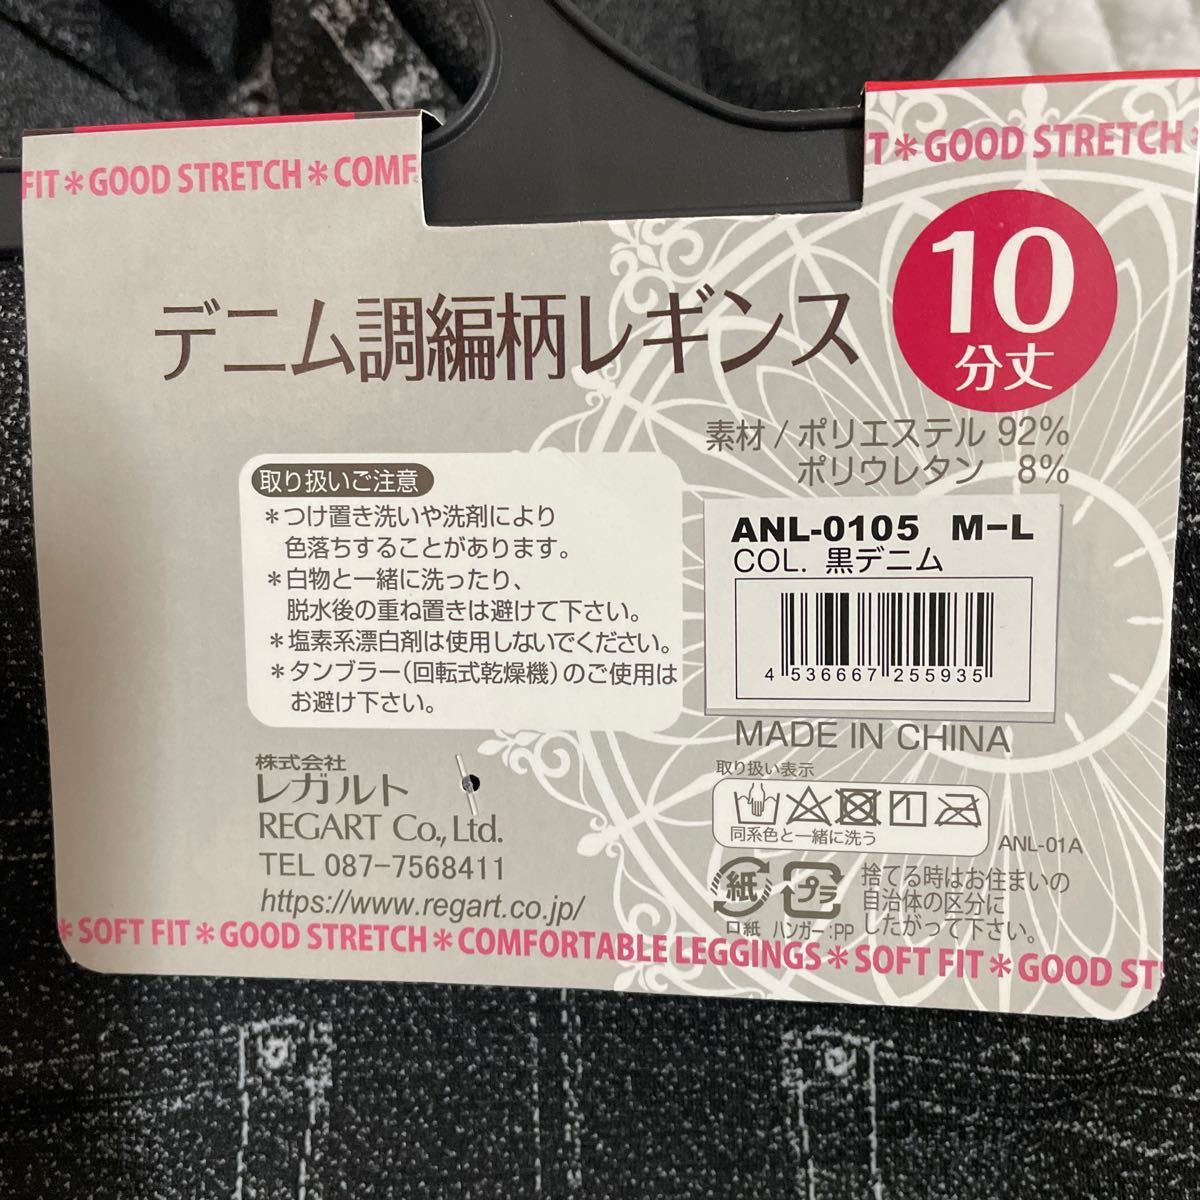 FIT＊GOOD STRETCH＊COMF
T＊GOOD STRETCH
デニム調編柄レギンス
10
分丈
素材/ポリエステル 92%
ポリウレタン 8%
取り扱いご注意
＊つけ置き洗いや洗剤により
色落ちすることがあります。
＊白物と一緒に洗ったり、
脱水後の重ね置きは避けて下さい。
＊塩素系漂白剤は使用しないでください。
＊タンブラー（回転式乾燥機）のご使用は
お避け下さい。
ANL-0105 M-L
COL. 黒デニム
4 536667 255935
MADE IN CHINA
取り扱い表示
1
同系色と一緒に洗う
ANL-01A
株式会社
レガルト
REGART Co., Ltd.
TEL 087-7568411
https://www.regart.co.jp/
紙
プラ
口紙 ハンガー:PP
捨てる時はお住まいの
自治体の区分に
したがって下さい。
＊SOFT FIT＊GOOD STRETCH＊COMFORTABLE LEGGINGS＊SOFT FIT＊GOOD ST